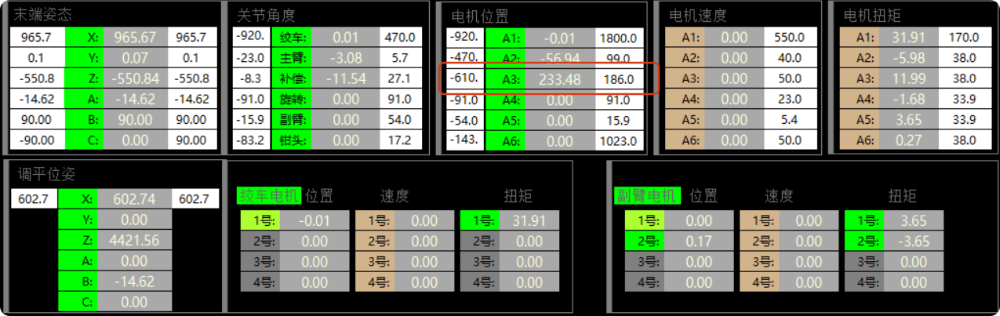 末端姿态
965.7 X: 965.67 965.7
0.1 Y: 0.07 0.1
-550.8 Z: -550.84 -550.8
-14.62 A: -14.62 -14.62
90.00 B: 90.00 90.00
-90.00 C: 0.00 90.00
关节角度
-920. 绞车: 0.01 470.0
-23.0 主臂: -3.08 5.7
-8.3 补偿: -11.54 27.1
-91.0 旋转: 0.00 91.0
-15.9 副臂: 0.00 54.0
-83.2 钳头: 0.00 17.2
电机位置
-920. A1: -0.01 1800.0
-470. A2: -56.94 99.0
-610. A3: 233.48 186.0
-91.0 A4: 0.00 91.0
-54.0 A5: 0.00 15.9
-143. A6: 0.00 1023.0
电机速度
A1: 0.00 550.0
A2: 0.00 40.0
A3: 0.00 50.0
A4: 0.00 23.0
A5: 0.00 5.4
A6: 0.00 50.0
电机扭矩
A1: 31.91 170.0
A2: -5.98 38.0
A3: 11.99 38.0
A4: -1.68 33.9
A5: 3.65 33.9
A6: 0.27 38.0
调平位姿
602.7 X: 602.74 602.7
Y: 0.00
Z: 4421.56
A: 0.00
B: -14.62
C: 0.00
绞车电机 位置 速度 扭矩
1号: -0.01 1号: 0.00 1号: 31.91
2号: 0.00 2号: 0.00 2号: 0.00
3号: 0.00 3号: 0.00 3号: 0.00
4号: 0.00 4号: 0.00 4号: 0.00
副臂电机 位置 速度 扭矩
1号: 0.00 1号: 0.00 1号: 3.65
2号: 0.17 2号: 0.00 2号: -3.65
3号: 0.00 3号: 0.00 3号: 0.00
4号: 0.00 4号: 0.00 4号: 0.00